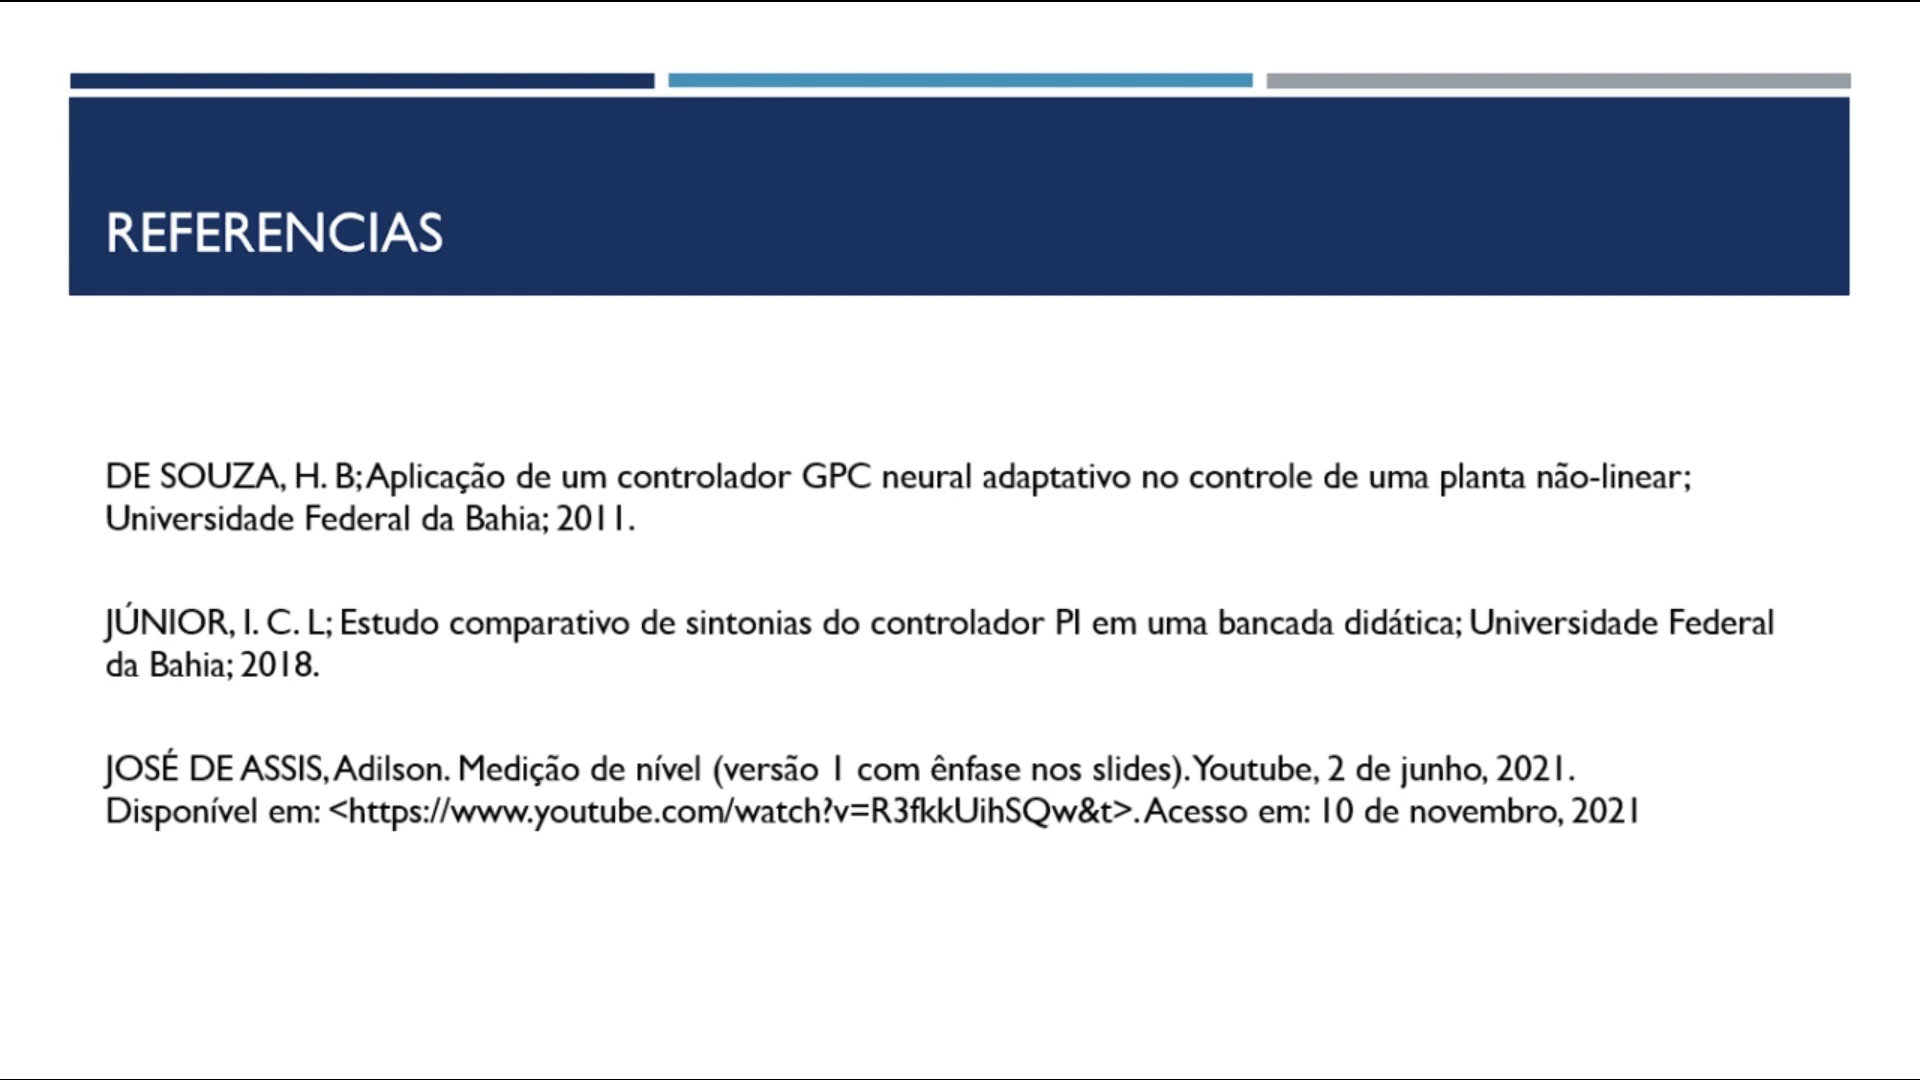 REFERENCIAS
DE SOUZA, H. B; Aplicação de um controlador GPC neural adaptativo no controle de uma planta não-linear;
Universidade Federal da Bahia; 2011.
JÚNIOR, I. C. L; Estudo comparativo de sintonias do controlador PI em uma bancada didática; Universidade Federal
da Bahia; 2018.
JOSÉ DE ASSIS, Adilson. Medição de nível (versão 1 com ênfase nos slides). Youtube, 2 de junho, 2021.
Disponível em: <https://www.youtube.com/watch?v=R3fkkUihSQw&t>. Acesso em: 10 de novembro, 2021